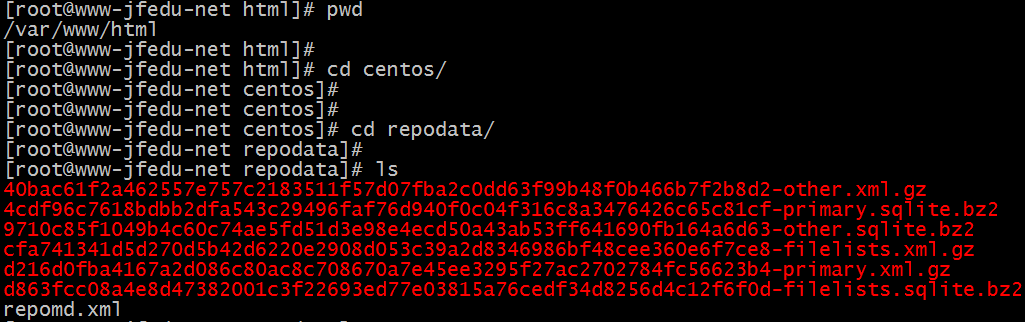 [root@www-jfedu-net html]# pwd
/var/www/html
[root@www-jfedu-net html]#
[root@www-jfedu-net html]# cd centos/
[root@www-jfedu-net centos]#
[root@www-jfedu-net centos]#
[root@www-jfedu-net centos]# cd repodata/
[root@www-jfedu-net repodata]#
[root@www-jfedu-net repodata]# ls
40bac61f2a462557e757c2183511f57d07fba2c0dd63f99b48f0b466b7f2b8d2-other.xml.gz
4cdf96c7618bdbb2dfa543c29496faf76d940f0c04f316c8a3476426c65c81cf-primary.sqlite.bz2
9710c85f1049b4c60c74ae5fd51d3e98e4ecd50a43ab53ff641690fb164a6d63-other.sqlite.bz2
cfa741341d5d270d5b42d6220e2908d053c39a2d8346986bf48cee360e6f7ce8-filelists.xml.gz
d216d0fba4167a2d086c80ac8c708670a7e45ee3295f27ac2702784fc56623b4-primary.xml.gz
d863fcc08a4e8d47382001c3f22693ed77e03815a76cedf34d8256d4c12f6f0d-filelists.sqlite.bz2
repomd.xml